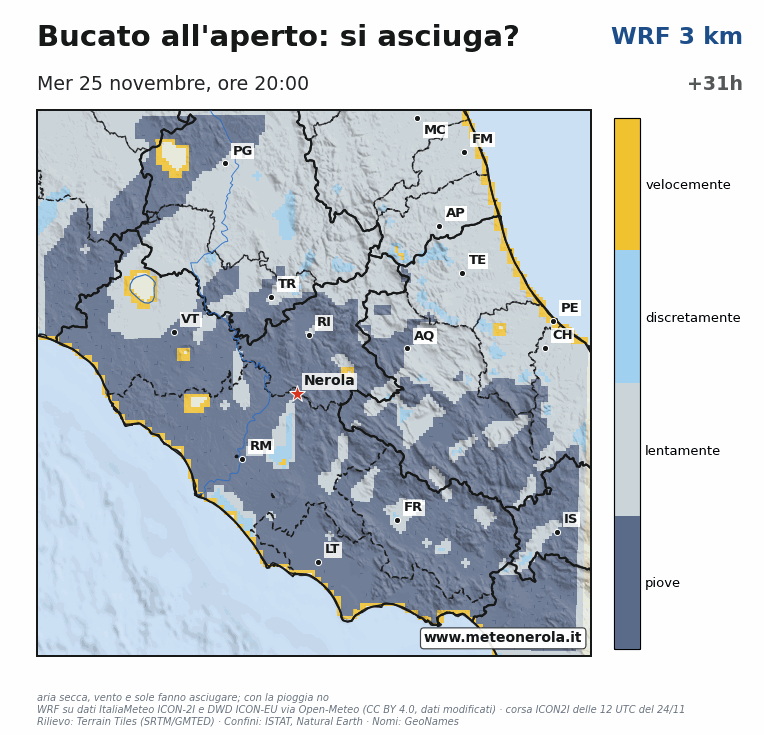 Bucato all'aperto: si asciuga?
WRF 3 km
Mer 25 novembre, ore 20:00
+31h
MC
FM
PG
AP
TE
TR
PE
VT
RI
AQ
CH
Nerola
RM
FR
IS
LT
www.meteonerola.it
velocemente
discretamente
lentamente
piove
aria secca, vento e sole fanno asciugare; con la pioggia no
WRF su dati ItaliaMeteo ICON-2I e DWD ICON-EU via Open-Meteo (CC BY 4.0, dati modificati) · corsa ICON2I delle 12 UTC del 24/11
Rilievo: Terrain Tiles (SRTM/GMTED) · Confini: ISTAT, Natural Earth · Nomi: GeoNames